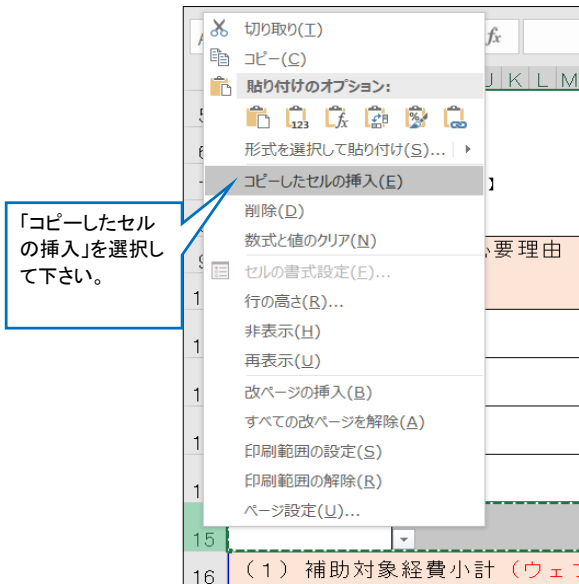 切り取り(T)
コピー(C)
貼り付けのオプション:
123
fx
形式を選択して貼り付け(S)...
コピーしたセルの挿入(E)
削除(D)
数式と値のクリア(N)
セルの書式設定(F)...
行の高さ(R)...
非表示(H)
再表示(U)
改ページの挿入(B)
すべての改ページを解除(A)
印刷範囲の設定(S)
印刷範囲の解除(R)
ページ設定(U)...
「コピーしたセル
の挿入」を選択し
て下さい。
fx
J K L M
】
要理由
15
16 (1) 補助対象経費小計(ウェ